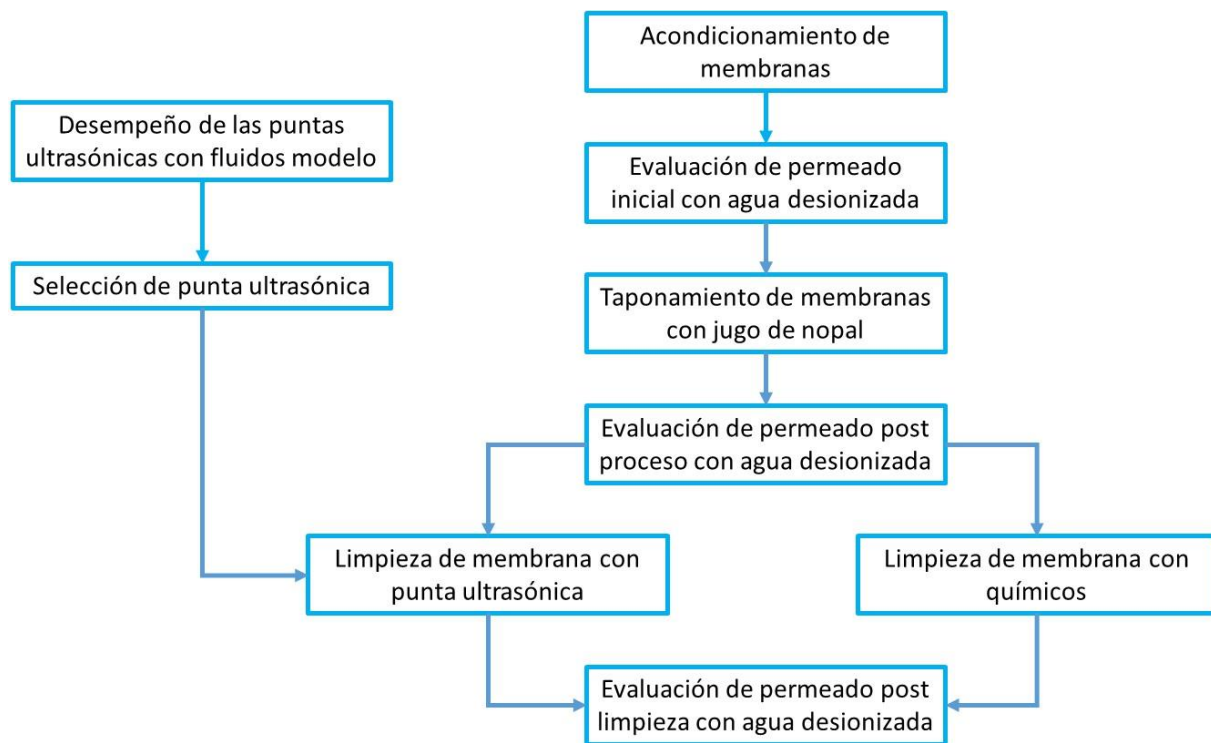 Acondicionamiento de
membranas
Desempeño de las puntas
ultrasónicas con fluidos modelo
Evaluación de permeado
inicial con agua desionizada
Selección de punta ultrasónica
Taponamiento de membranas
con jugo de nopal
Evaluación de permeado post
proceso con agua desionizada
Limpieza de membrana con
punta ultrasónica
Limpieza de membrana con
químicos
Evaluación de permeado post
limpieza con agua desionizada